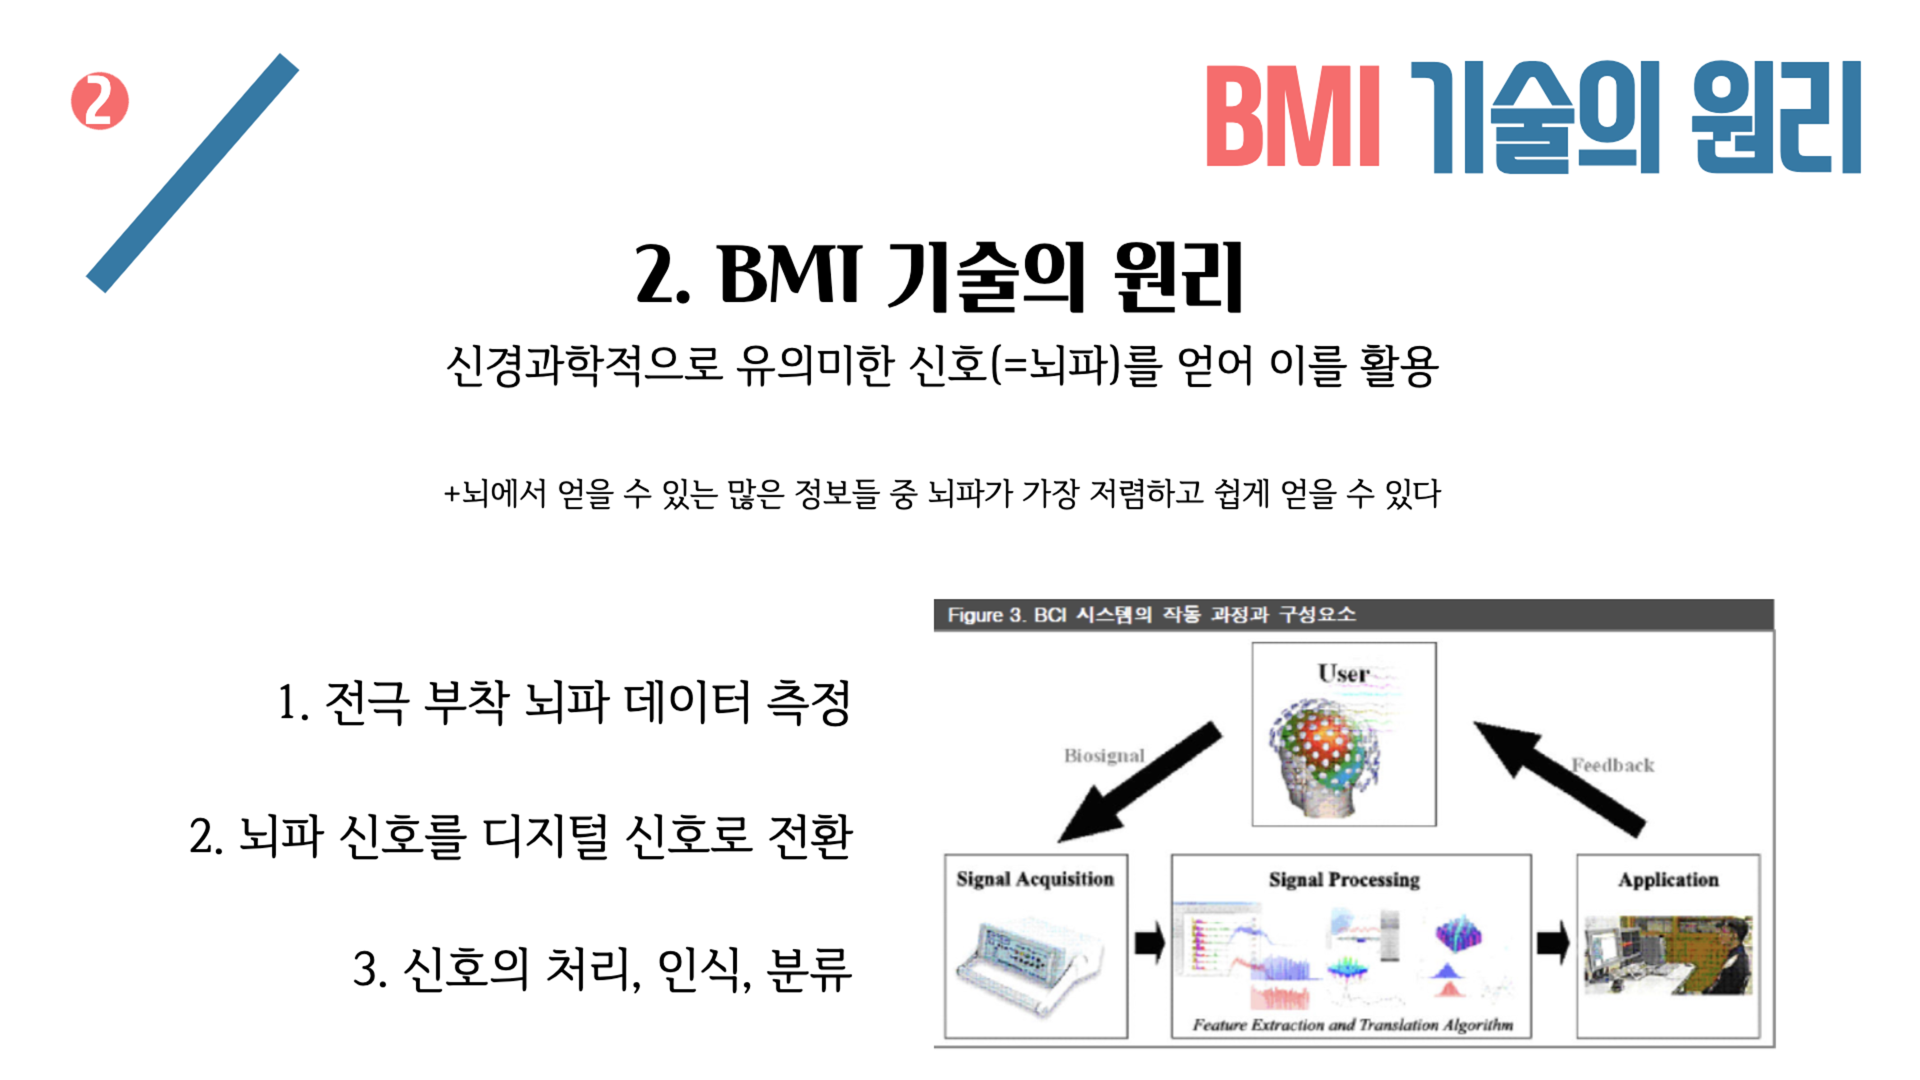 2
BMI 기술의 원리
2. BMI 기술의 원리
신경과학적으로 유의미한 신호(=뇌파)를 얻어 이를 활용
+뇌에서 얻을 수 있는 많은 정보들 중 뇌파가 가장 저렴하고 쉽게 얻을 수 있다
1. 전극 부착 뇌파 데이터 측정
2. 뇌파 신호를 디지털 신호로 전환
3. 신호의 처리, 인식, 분류
Figure 3. BCI 시스템의 작동 과정과 구성요소
User
Biosignal
Feedback
Signal Acquisition
Signal Processing
Application
Feature Extraction and Translation Algorithm